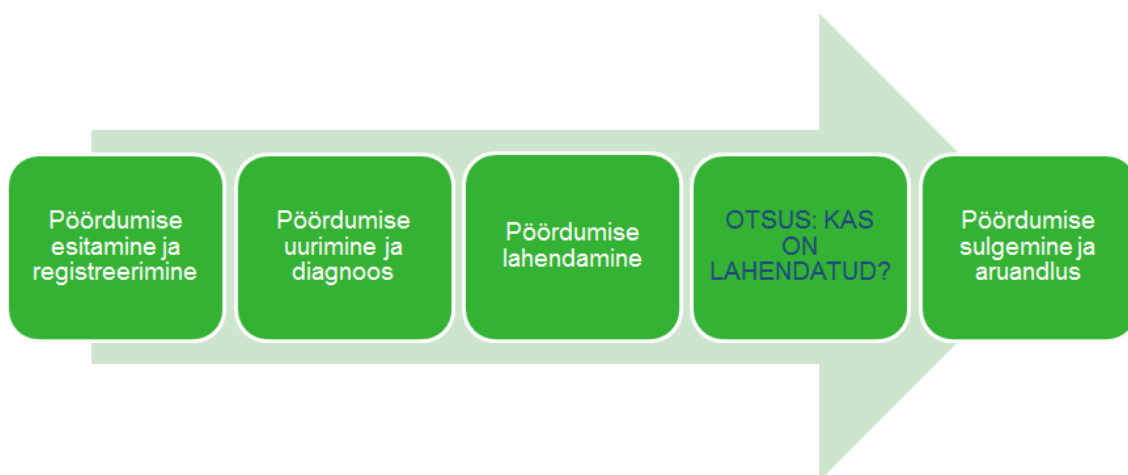 Pöördumise
esitamine ja
registreerimine
Pöördumise
uurimine ja
diagnoos
Pöördumise
lahendamine
OTSUS: KAS
ON
LAHENDATUD?
Pöördumise
sulgemine ja
aruandlus